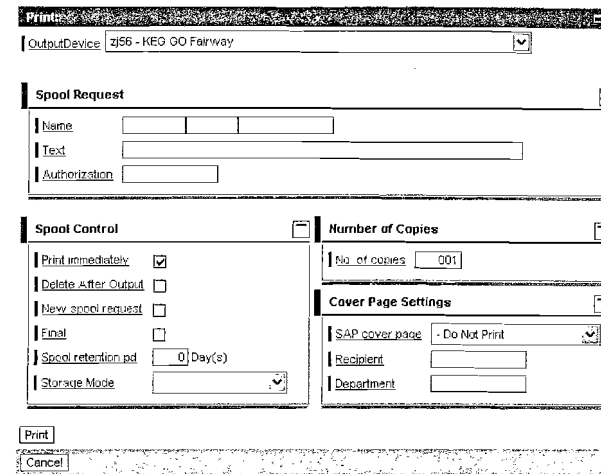 Print:
OutputDevice zj56 - KEG GO Fairway
Spool Request
Name
Text
Authorization
Spool Control
Print immediately
Delete After Output
New spool request
Final
Spool retention pd 0 Day(s)
Storage Mode
Number of Copies
No. of copies 001
Cover Page Settings
SAP cover page - Do Not Print
Recipient
Department
Print
Cancel